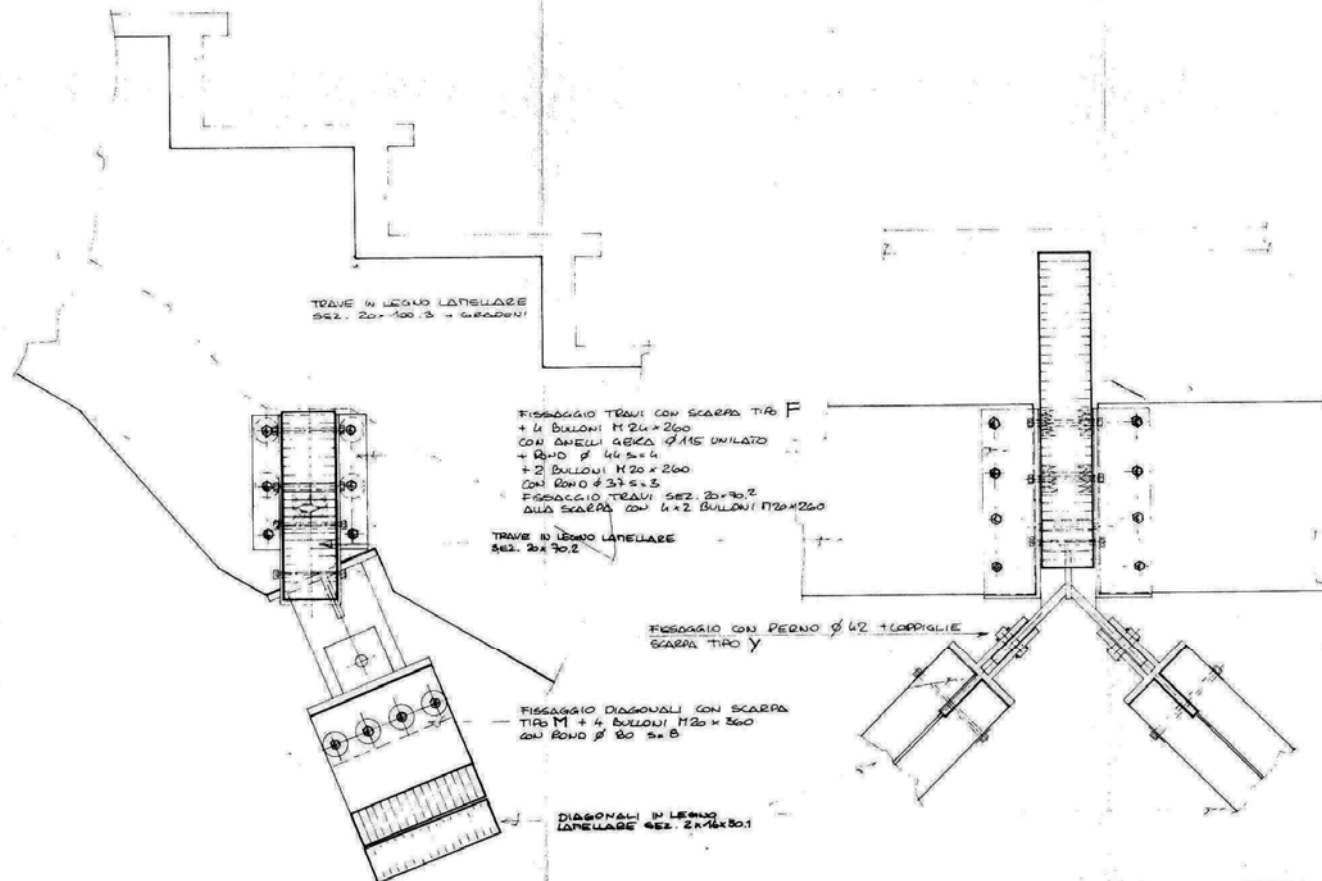 TRAVE IN LEGNO LAMELLARE
SEZ. 20×100.3 + GRADONI
FISSAGGIO TRAVI CON SCARPA TIPO F
+ 4 BULLONI M24×260
CON ANELLI GEKA Ø115 UNILATO
+ ROND Ø 44 S=4
+ 2 BULLONI M20×260
CON ROND Ø37 S=3
FISSAGGIO TRAVI SEZ. 20×70.2
ALLA SCARPA CON 4×2 BULLONI M20×260
TRAVE IN LEGNO LAMELLARE
SEZ. 20×70.2
FISSAGGIO CON PERNO Ø 42 + COPPIGLIE
SCARPA TIPO Y
FISSAGGIO DIAGONALI CON SCARPA
TIPO M + 4 BULLONI M20×360
CON ROND Ø 80 S=8
DIAGONALI IN LEGNO
LAMELLARE SEZ. 2×16×80.1